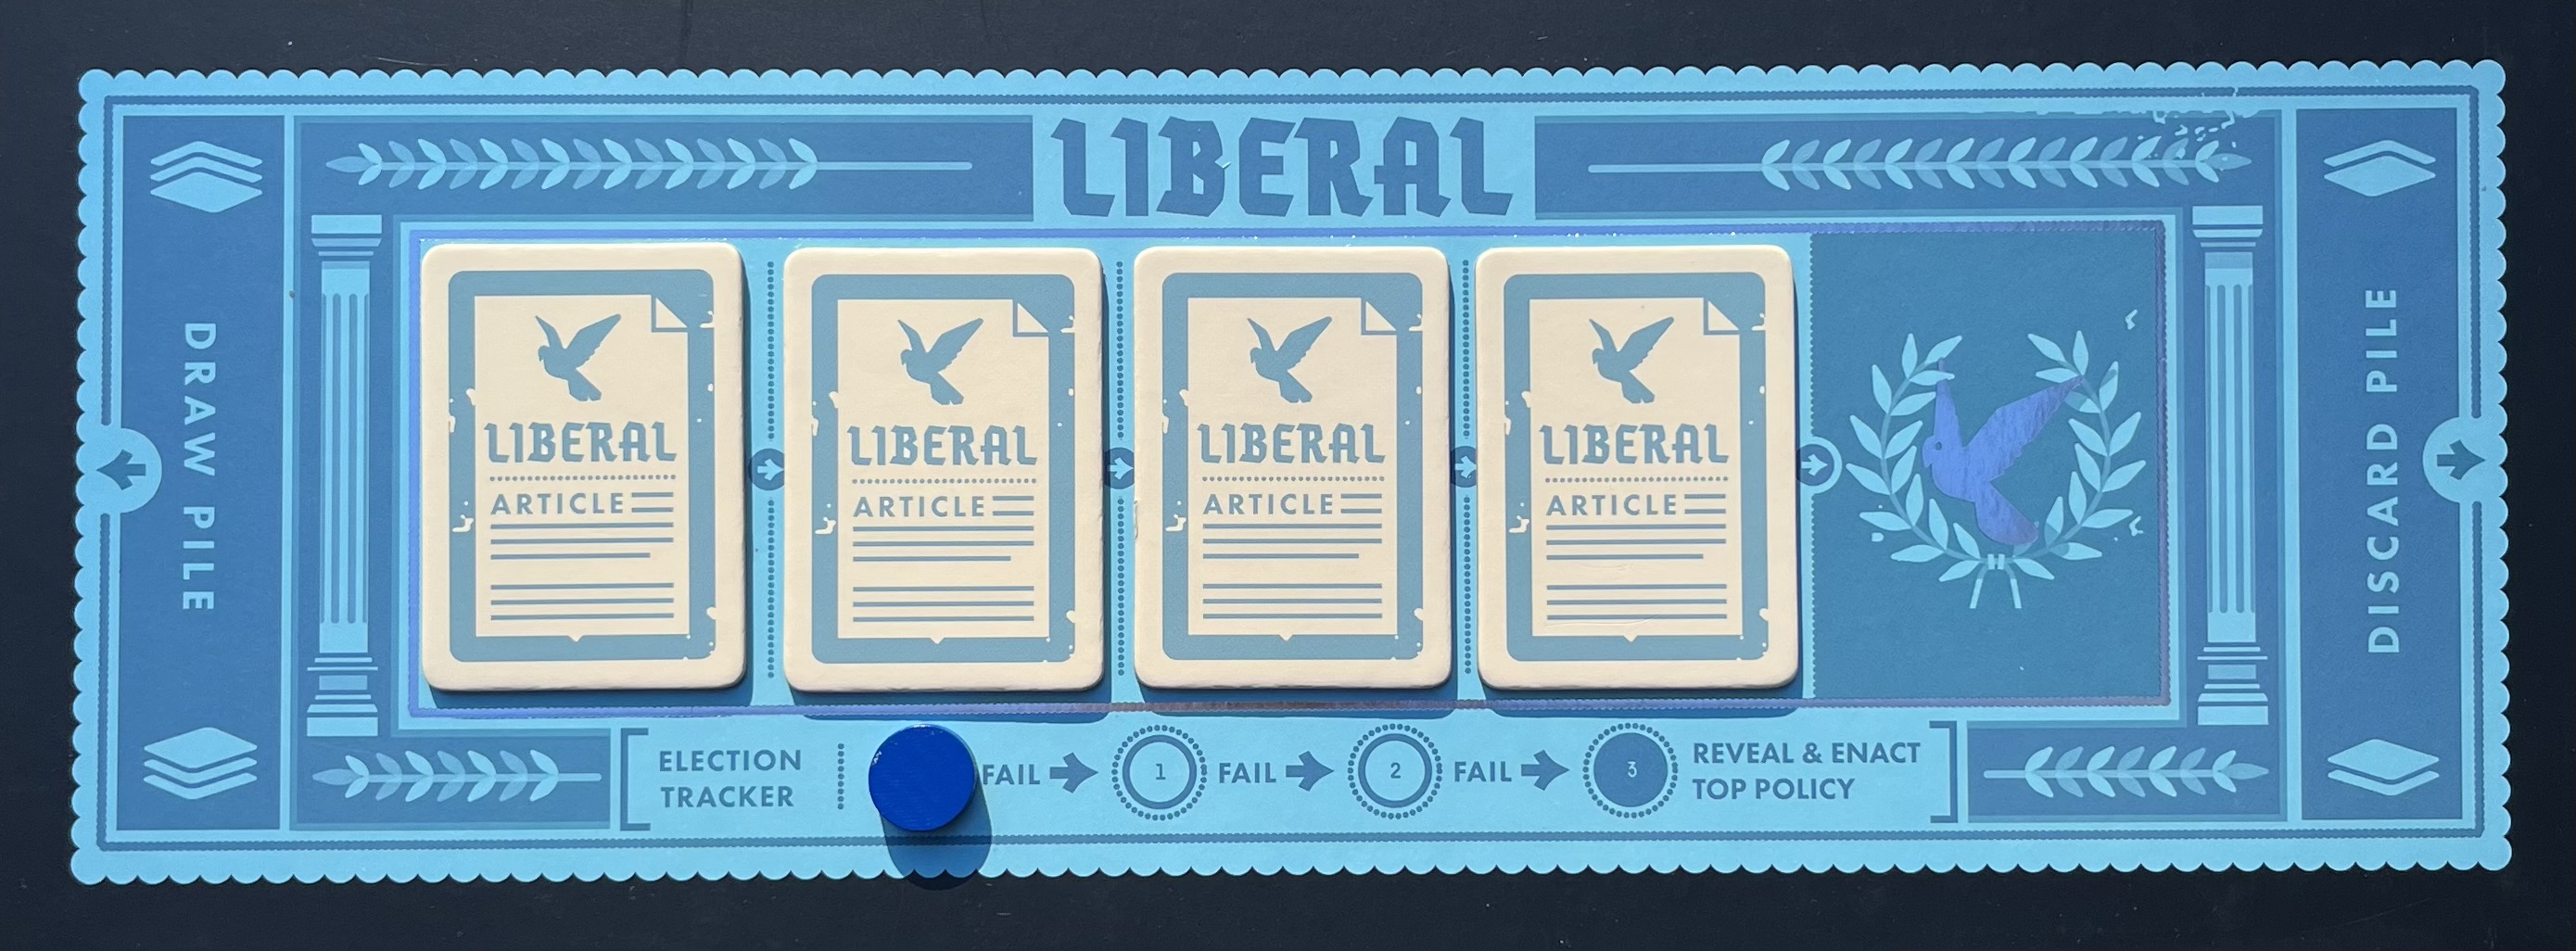 LIBERAL
DRAW PILE
LIBERAL
ARTICLE
LIBERAL
ARTICLE
LIBERAL
ARTICLE
LIBERAL
ARTICLE
DISCARD PILE
ELECTION
TRACKER
FAIL
1
FAIL
2
FAIL
3
REVEAL & ENACT
TOP POLICY